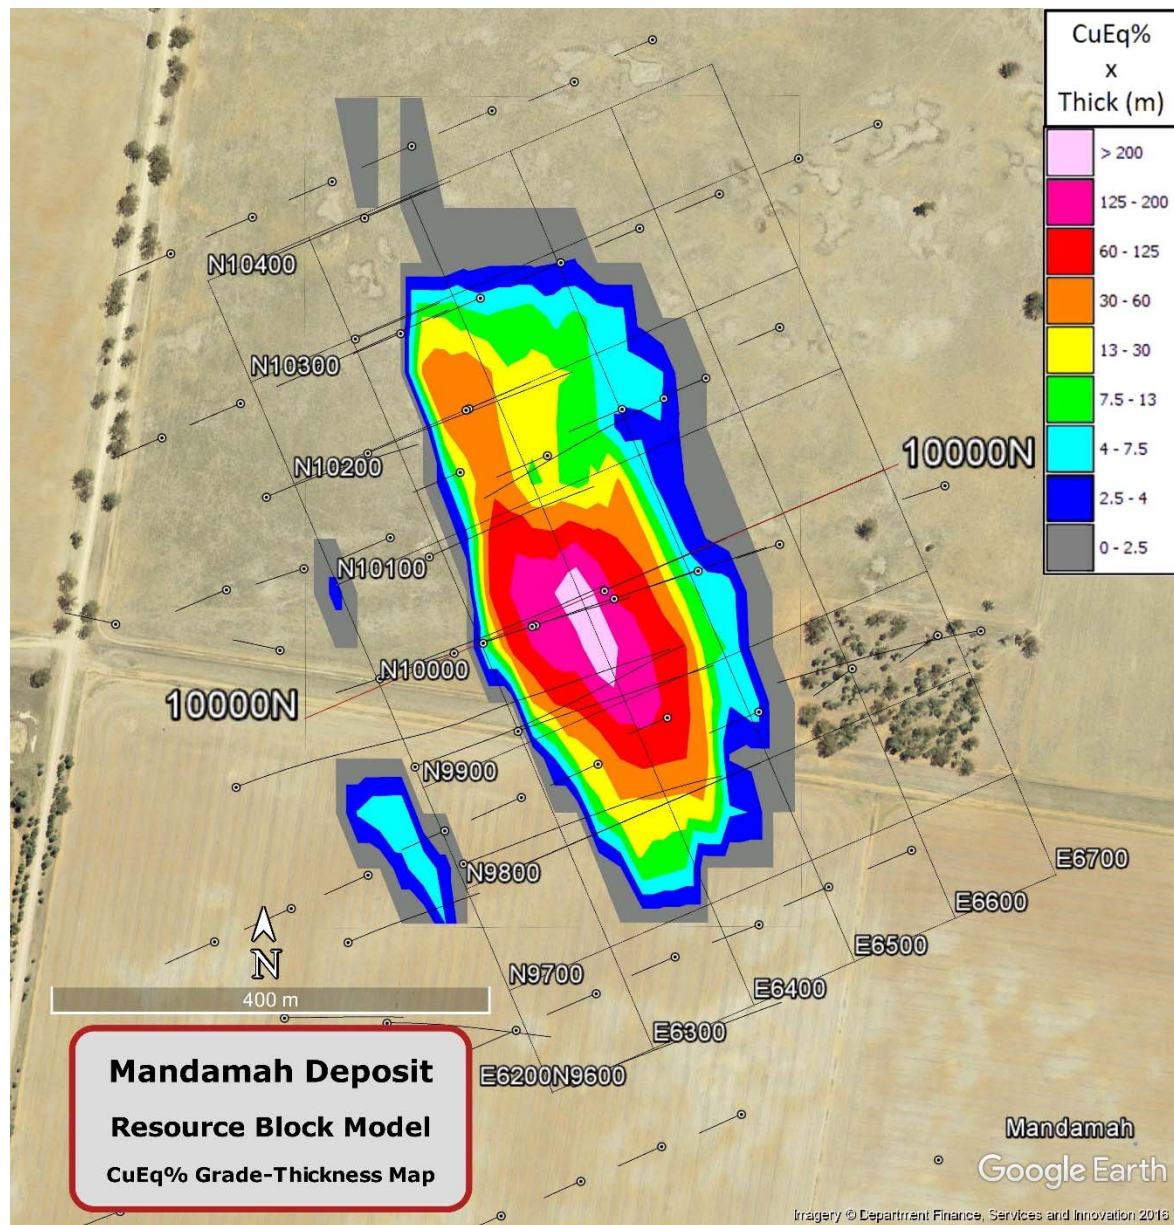 CuEq%
x
Thick (m)
> 200
125 - 200
60 - 125
30 - 60
13 - 30
7.5 - 13
4 - 7.5
2.5 - 4
0 - 2.5
N10400
N10300
10000N
N10200
N10100
N10000
10000N
N9900
N9800
E6700
E6600
E6500
N9700
E6400
E6300
E6200N9600
N
400 m
Mandamah Deposit
Resource Block Model
CuEq% Grade-Thickness Map
Mandamah
Google Earth
Imagery © Department Finance, Services and Innovation 2016